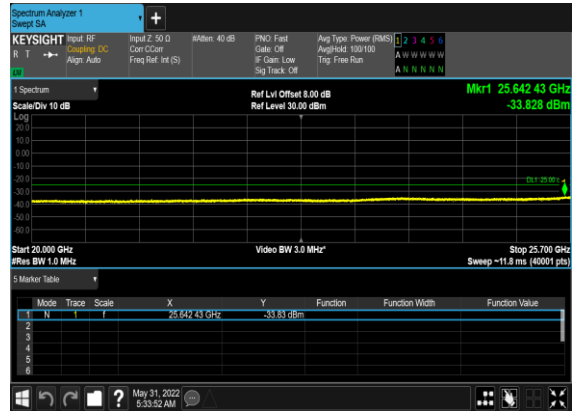 Spectrum Analyzer 1
Swept SA
KEYSIGHT Input: RF Input Z: 50 Ω #Atten: 40 dB PNO: Fast Avg Type: Power (RMS) 1 2 3 4 5 6
R T Coupling: DC Corr CCorr Gate: Off Avg|Hold: 100/100 A W W W W W
Align: Auto Freq Ref: Int (S) IF Gain: Low Trig: Free Run
Sig Track: Off A N N N N N
1 Spectrum Ref Lvl Offset 8.00 dB Mkr1 25.642 43 GHz
Scale/Div 10 dB Ref Level 30.00 dBm -33.828 dBm
Log
20.0
10.0
0.00
-10.0
-20.0 DL1 -25.00
-30.0
-40.0
-50.0
-60.0
Start 20.000 GHz Video BW 3.0 MHz* Stop 25.700 GHz
#Res BW 1.0 MHz Sweep ~11.8 ms (40001 pts)
5 Marker Table
Mode Trace Scale X Y Function Function Width Function Value
1 N 1 f 25.642 43 GHz -33.83 dBm
2
3
4
5
6
May 31, 2022
5:33:52 AM